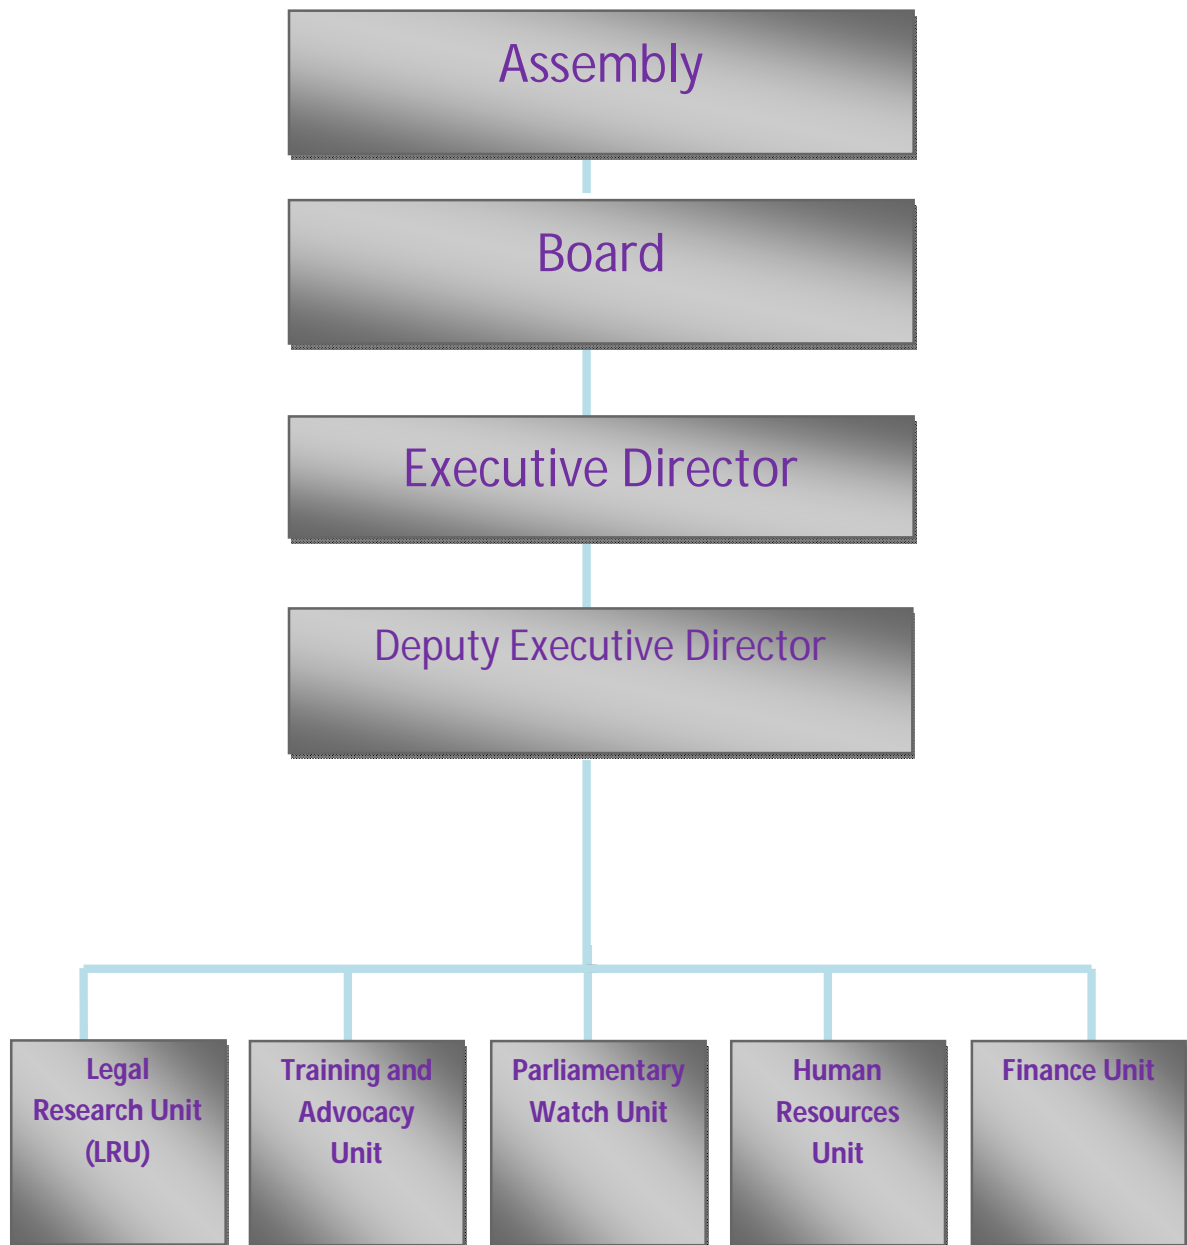 Assembly
Board
Executive Director
Deputy Executive Director
Legal
Research Unit
(LRU)
Training and
Advocacy
Unit
Parliamentary
Watch Unit
Human
Resources
Unit
Finance Unit